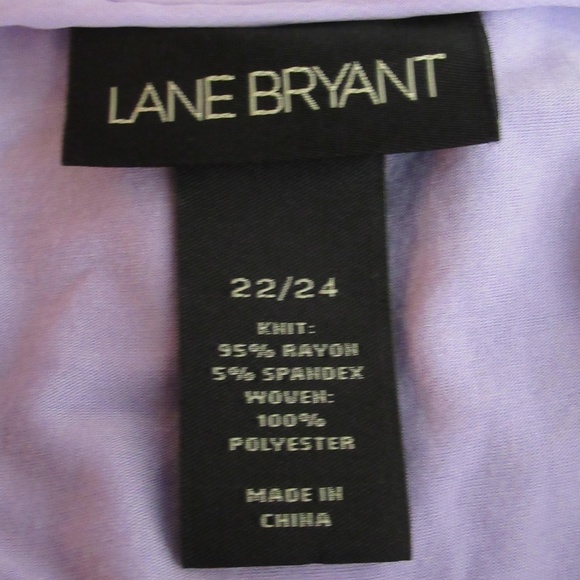 LANE BRYANT
22/24
KNIT:
95% RAYON
5% SPANDEX
WOVEN:
100%
POLYESTER
MADE IN
CHINA